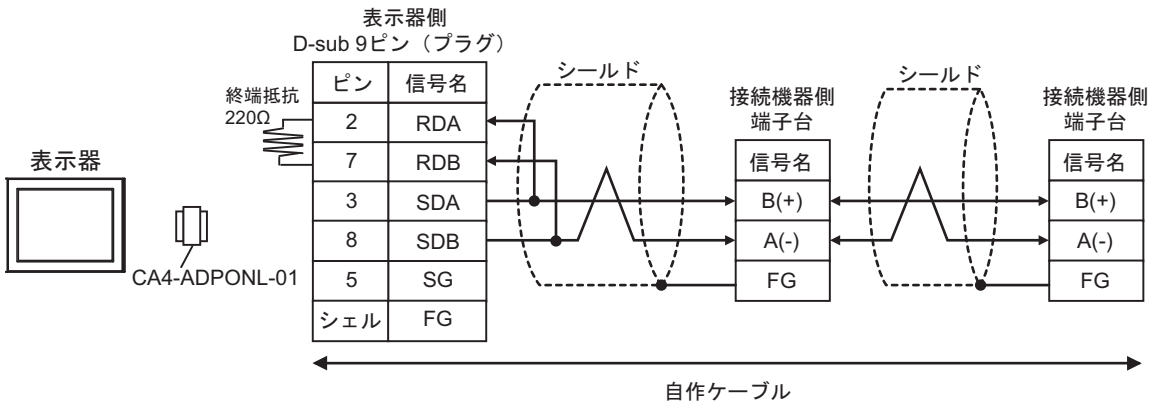 表示器側
D-sub 9ピン（プラグ）
終端抵抗
220Ω
表示器
CA4-ADPONL-01
ピン 信号名
2 RDA
7 RDB
3 SDA
8 SDB
5 SG
シェル FG
シールド
接続機器側
端子台
信号名
B(+)
A(-)
FG
シールド
接続機器側
端子台
信号名
B(+)
A(-)
FG
自作ケーブル